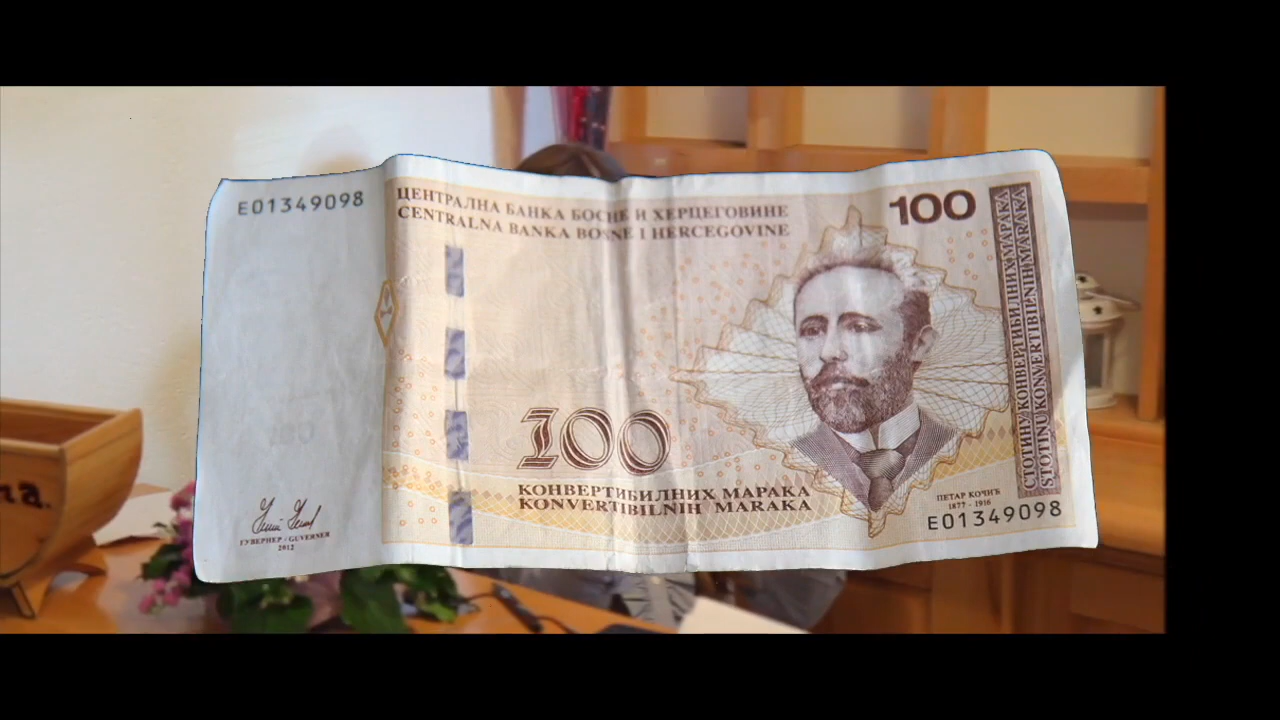 E01349098
ЦЕНТРАЛНА БАНКА БОСНЕ И ХЕРЦЕГОВИНЕ
CENTRALNA BANKA BOSNE I HERCEGOVINE
100
СТОТИНУ КОНВЕРТИБИЛНИХ МАРАКА
STOTINU KONVERTIBILNIH MARAKA
100
КОНВЕРТИБИЛНИХ МАРАКА
KONVERTIBILNIH MARAKA
ПЕТАР КОЧИЋ
1877 - 1916
E01349098
ГУВЕРНЕР - GUVERNER
2012